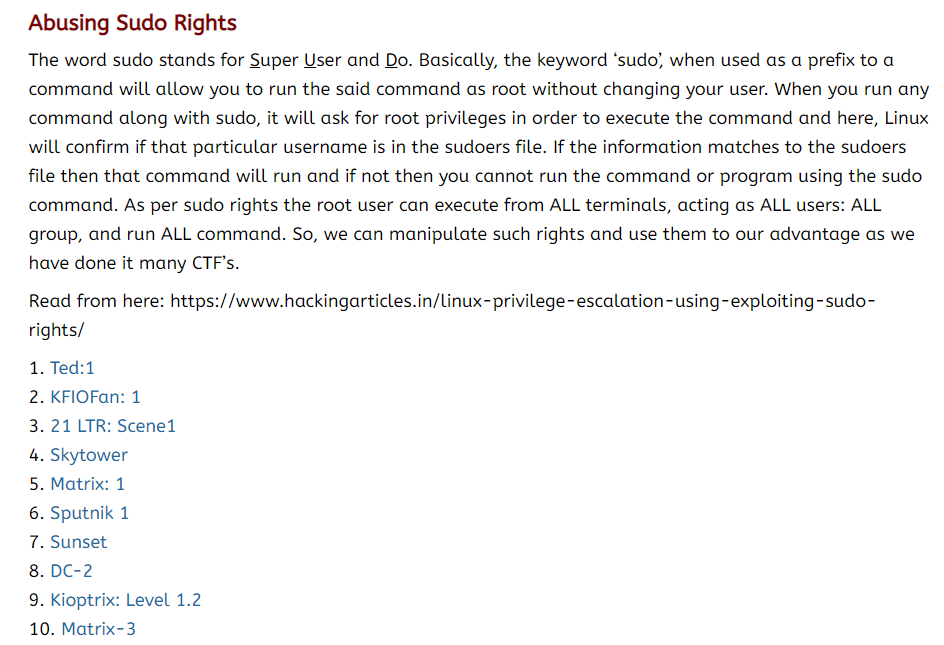 Abusing Sudo Rights
The word sudo stands for Super User and Do. Basically, the keyword ‘sudo’, when used as a prefix to a
command will allow you to run the said command as root without changing your user. When you run any
command along with sudo, it will ask for root privileges in order to execute the command and here, Linux
will confirm if that particular username is in the sudoers file. If the information matches to the sudoers
file then that command will run and if not then you cannot run the command or program using the sudo
command. As per sudo rights the root user can execute from ALL terminals, acting as ALL users: ALL
group, and run ALL command. So, we can manipulate such rights and use them to our advantage as we
have done it many CTF’s.
Read from here: https://www.hackingarticles.in/linux-privilege-escalation-using-exploiting-sudo-
rights/
1. Ted:1
2. KFIOFan: 1
3. 21 LTR: Scene1
4. Skytower
5. Matrix: 1
6. Sputnik 1
7. Sunset
8. DC-2
9. Kioptrix: Level 1.2
10. Matrix-3